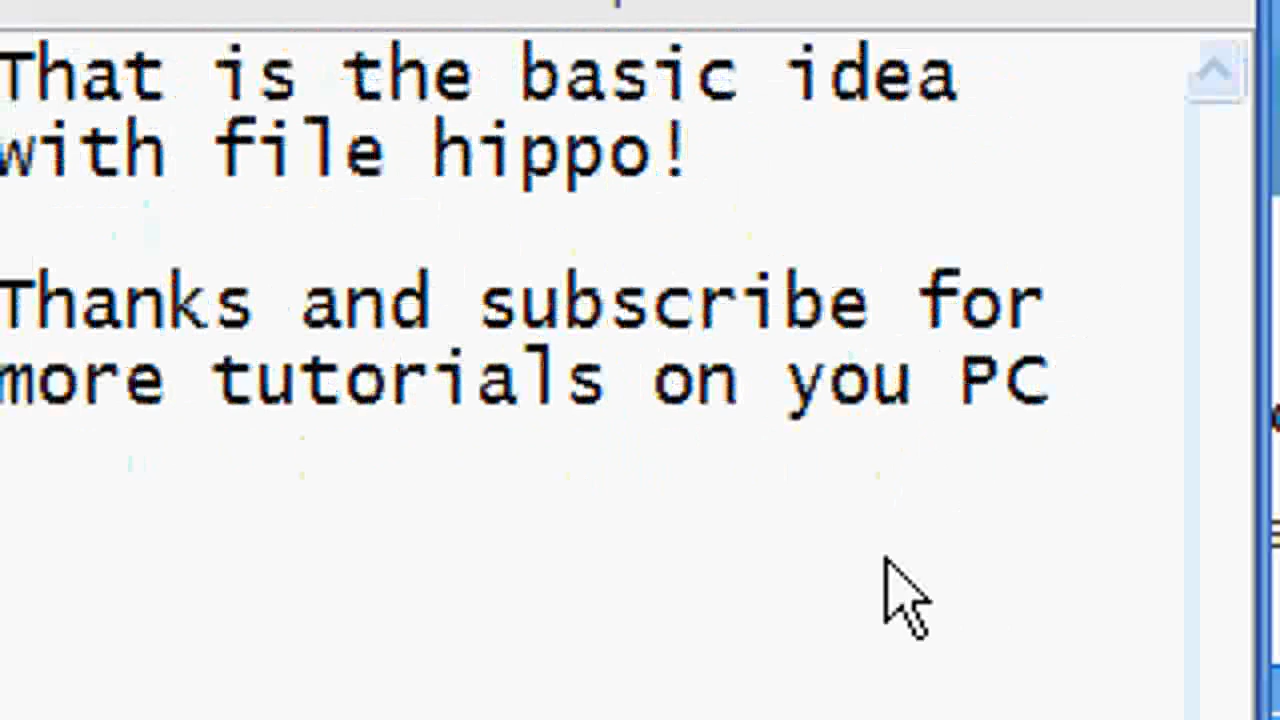 That is the basic idea
with file hippo!
Thanks and subscribe for
more tutorials on you PC